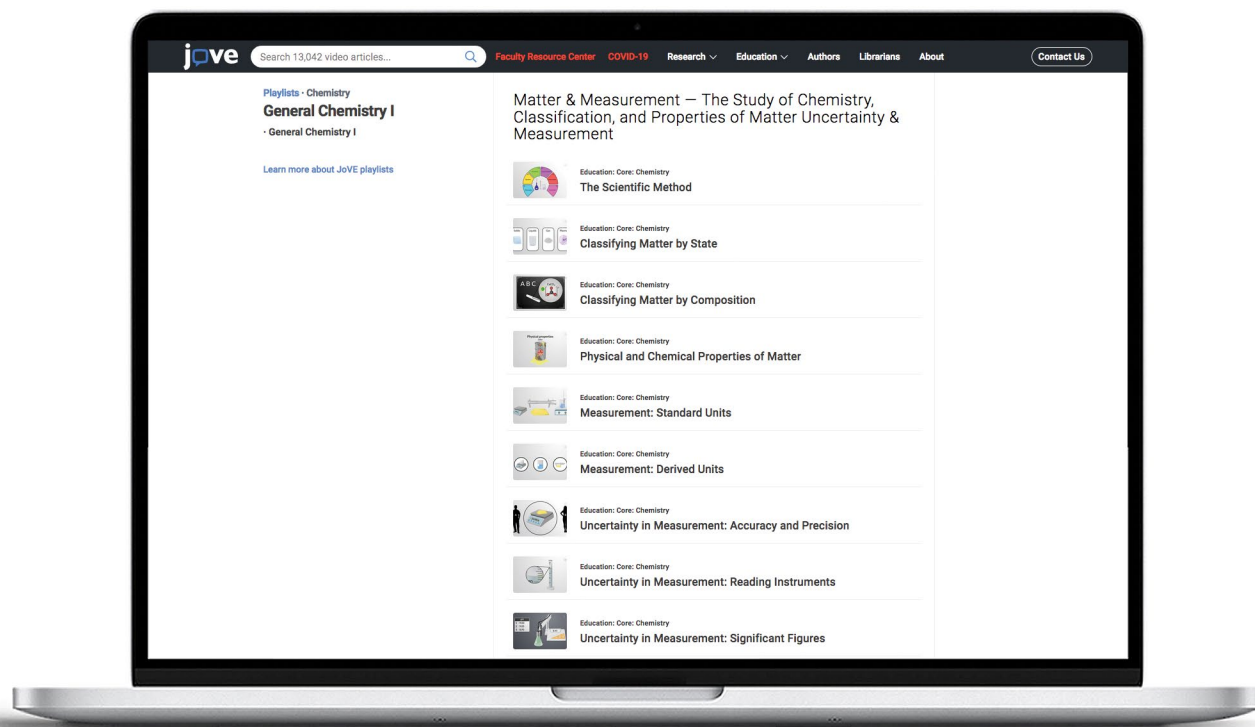 jove
Search 13,042 video articles...
Faculty Resource Center
COVID-19
Research
Education
Authors
Librarians
About
Contact Us
Playlists · Chemistry
General Chemistry I
· General Chemistry I
Learn more about JoVE playlists
Matter & Measurement — The Study of Chemistry,
Classification, and Properties of Matter Uncertainty &
Measurement
Education: Core: Chemistry
The Scientific Method
Education: Core: Chemistry
Classifying Matter by State
ABC
Education: Core: Chemistry
Classifying Matter by Composition
Physical properties
Education: Core: Chemistry
Physical and Chemical Properties of Matter
Education: Core: Chemistry
Measurement: Standard Units
Education: Core: Chemistry
Measurement: Derived Units
Education: Core: Chemistry
Uncertainty in Measurement: Accuracy and Precision
Education: Core: Chemistry
Uncertainty in Measurement: Reading Instruments
Education: Core: Chemistry
Uncertainty in Measurement: Significant Figures